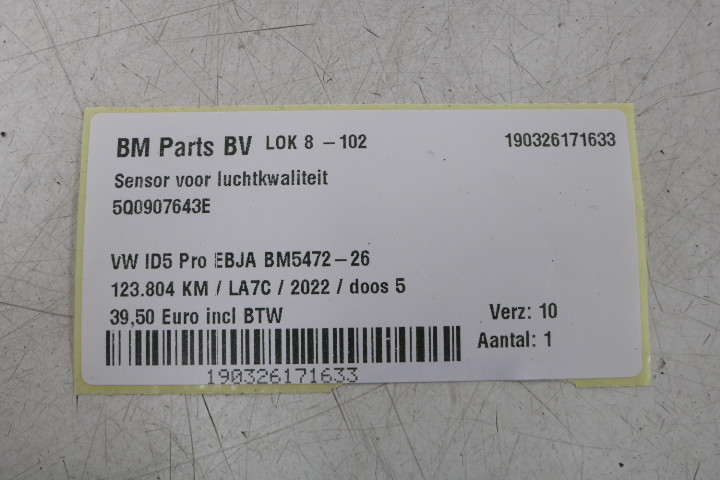 BM Parts BV LOK 8 - 102 190326171633
Sensor voor luchtkwaliteit
5Q0907643E
VW ID5 Pro EBJA BM5472-26
123.804 KM / LA7C / 2022 / doos 5
39,50 Euro incl BTW Verz: 10
Aantal: 1
190326171633